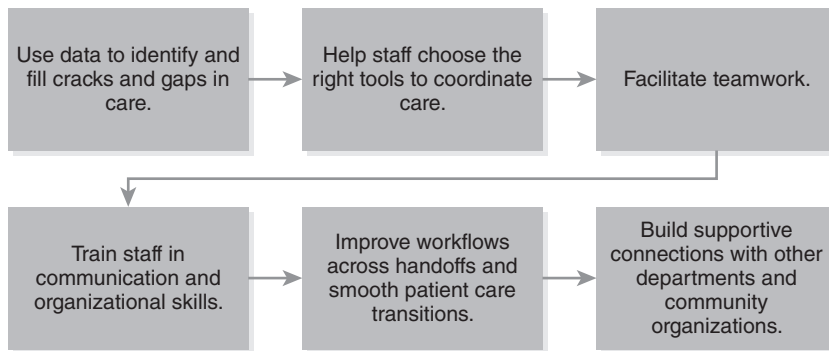 Use data to identify and
fill cracks and gaps in
care.
Help staff choose the
right tools to coordinate
care.
Facilitate teamwork.
Train staff in
communication and
organizational skills.
Improve workflows
across handoffs and
smooth patient care
transitions.
Build supportive
connections with other
departments and
community
organizations.